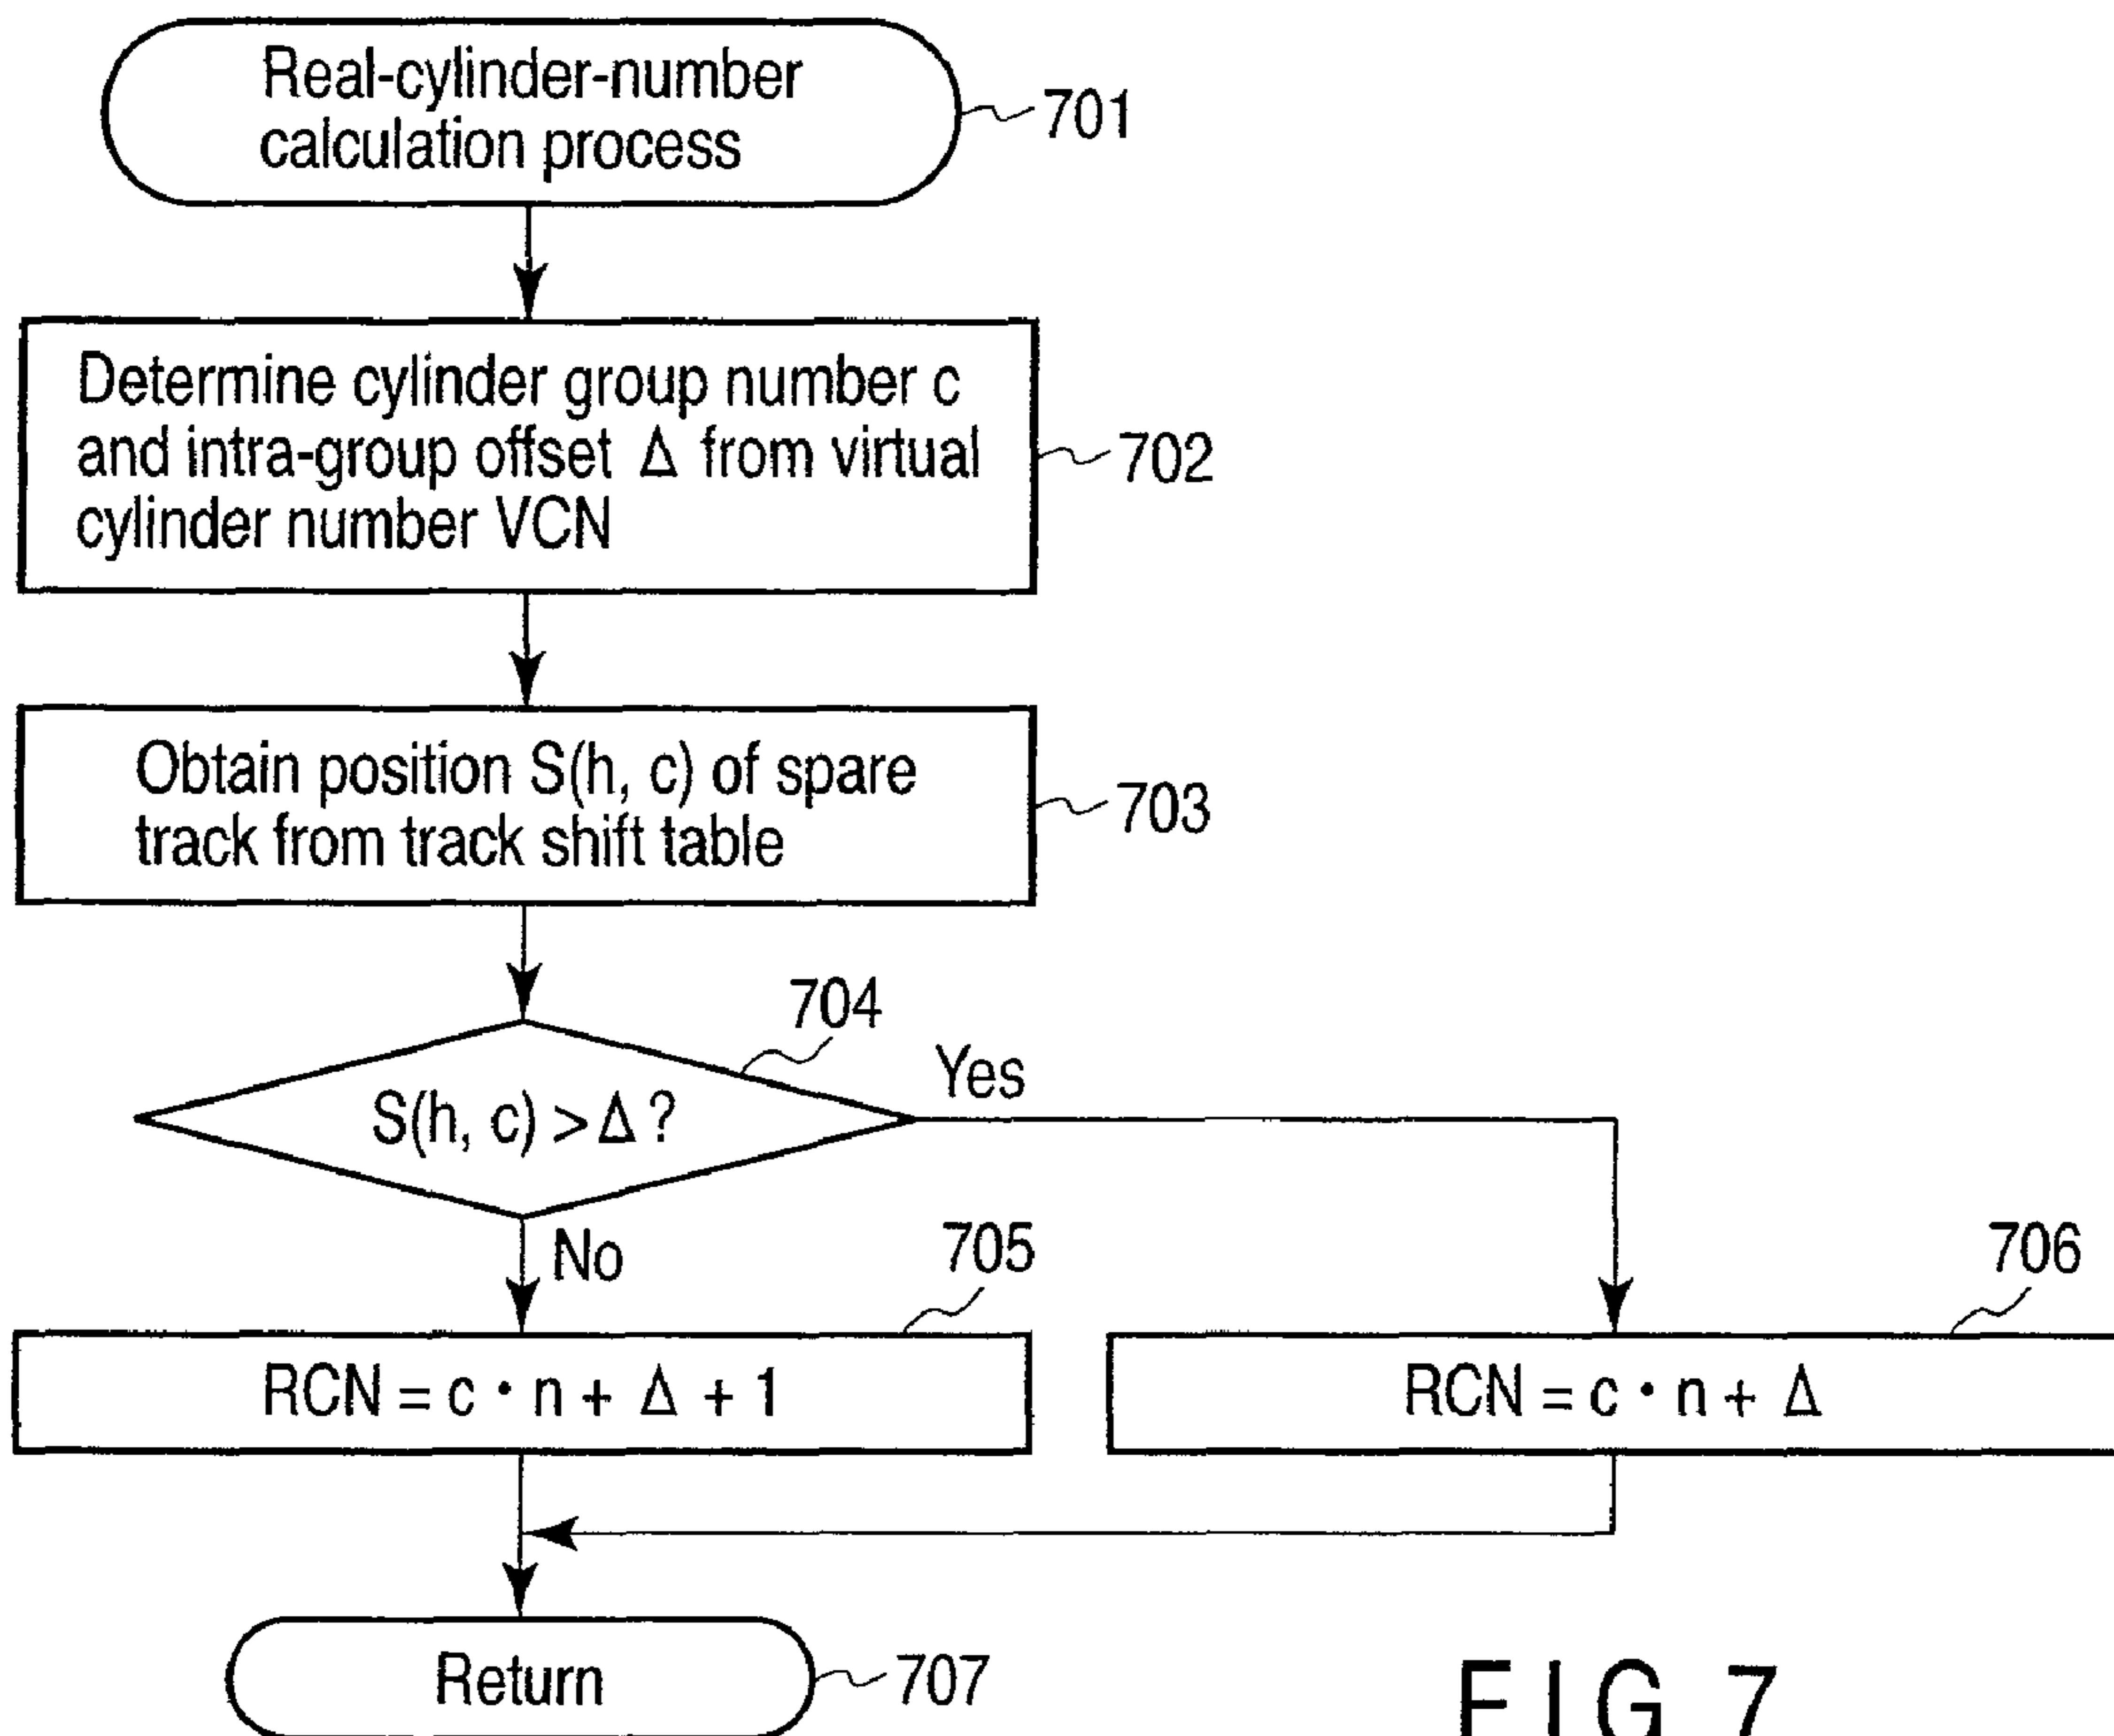 Real-cylinder-number
calculation process
701
Determine cylinder group number c
and intra-group offset Δ from virtual
cylinder number VCN
702
Obtain position S(h, c) of spare
track from track shift table
703
704
S(h, c) > Δ ?
Yes
No
705
RCN = c • n + Δ + 1
706
RCN = c • n + Δ
Return
707
FIG 7